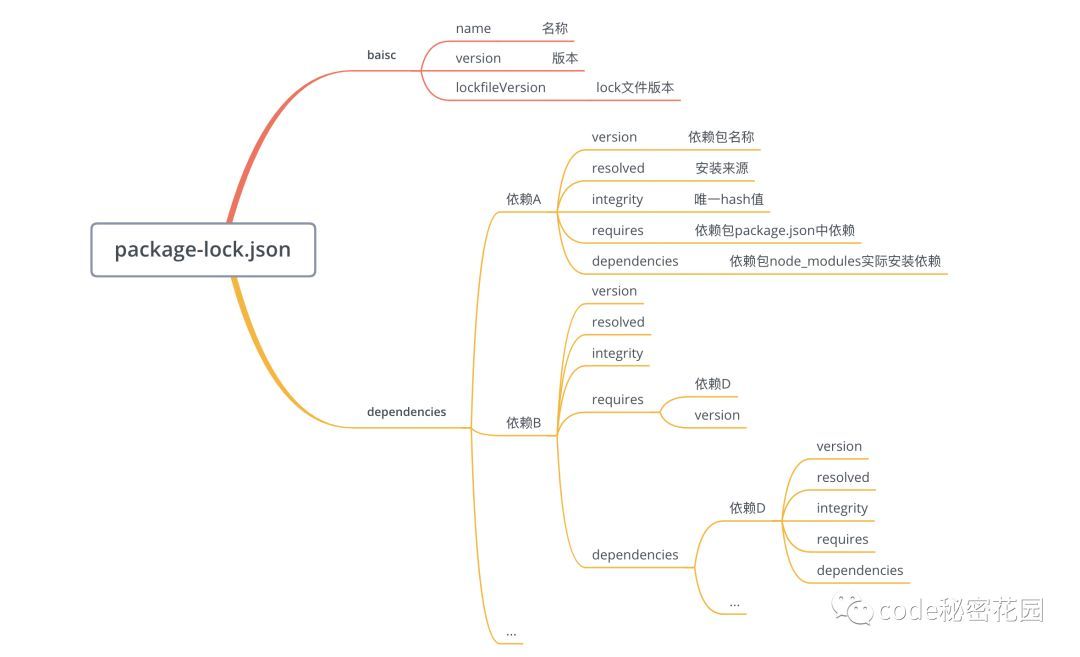 name 名称
baisc
version 版本
lockfileVersion lock文件版本
version 依赖包名称
resolved 安装来源
依赖A
integrity 唯一hash值
requires 依赖包package.json中依赖
package-lock.json
dependencies 依赖包node_modules实际安装依赖
version
resolved
integrity
依赖D
requires
dependencies
version
依赖B
version
resolved
依赖D
integrity
requires
dependencies
dependencies
...
...
code秘密花园